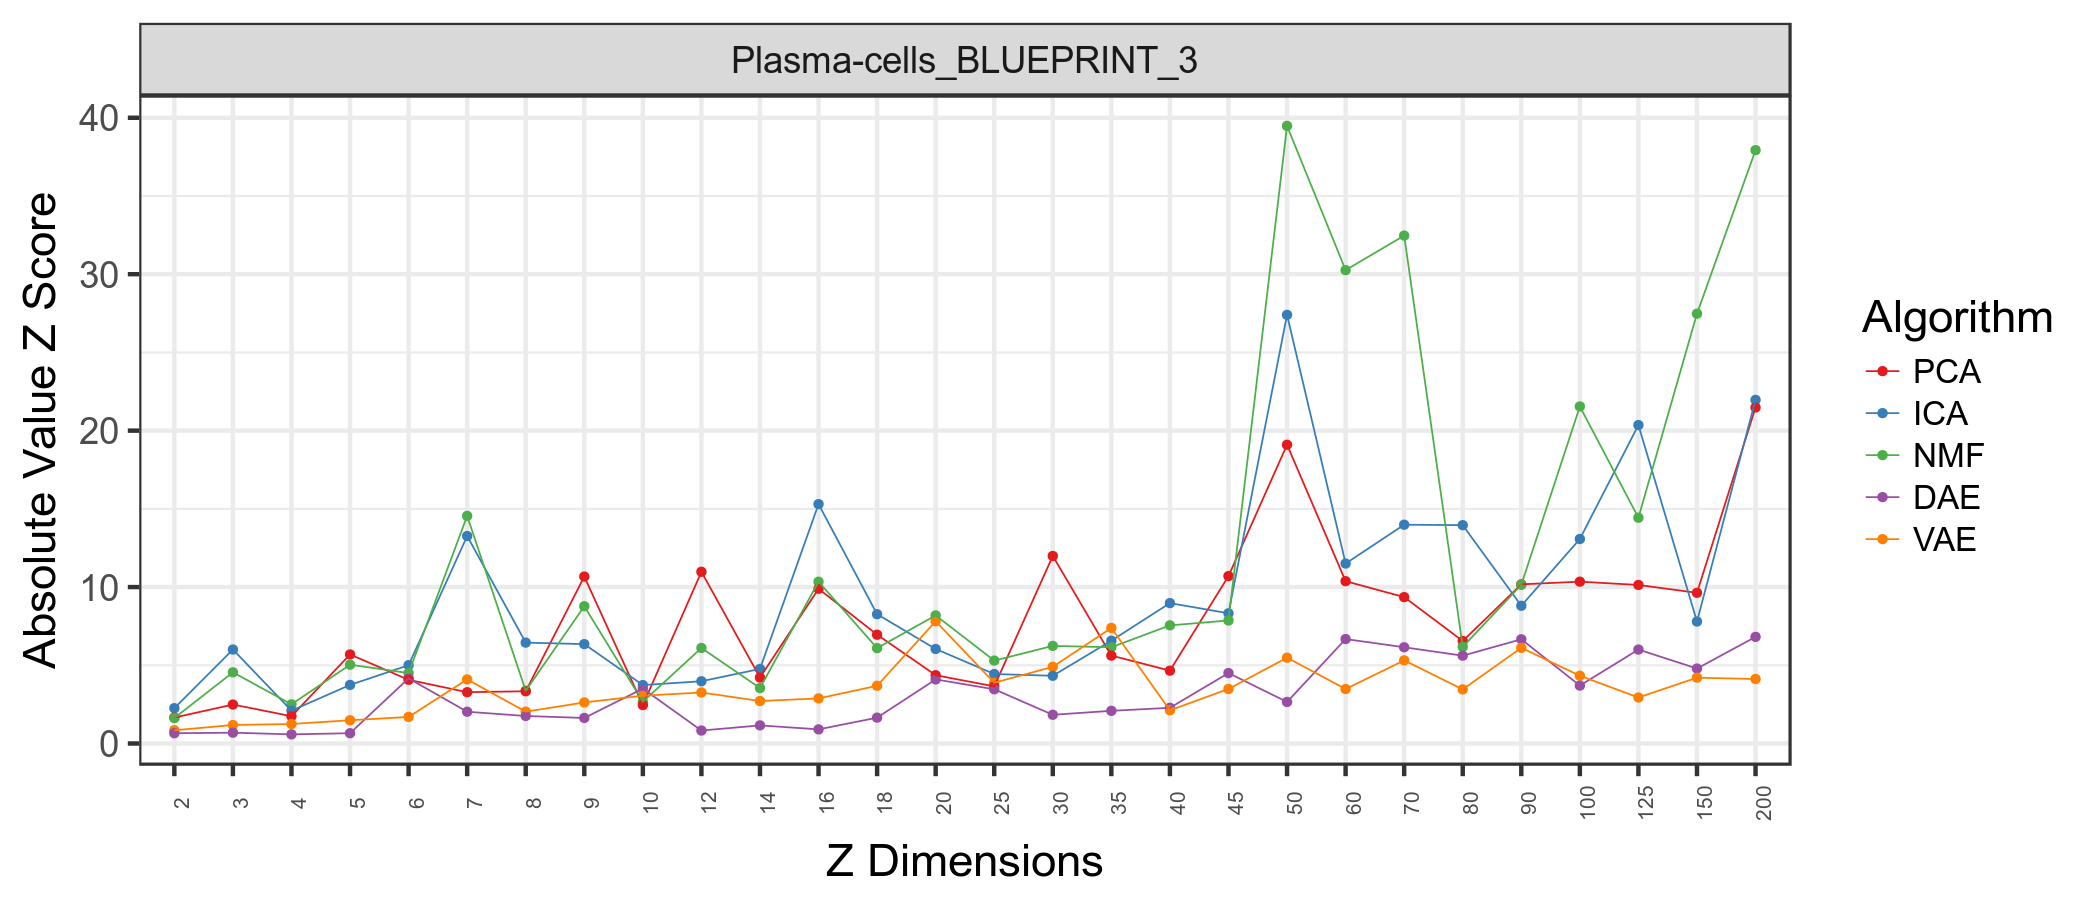 Plasma-cells_BLUEPRINT_3
Absolute Value Z Score
40
30
20
10
0
2 3 4 5 6 7 8 9 10 12 14 16 18 20 25 30 35 40 45 50 60 70 80 90 100 125 150 200
Z Dimensions
Algorithm
PCA
ICA
NMF
DAE
VAE